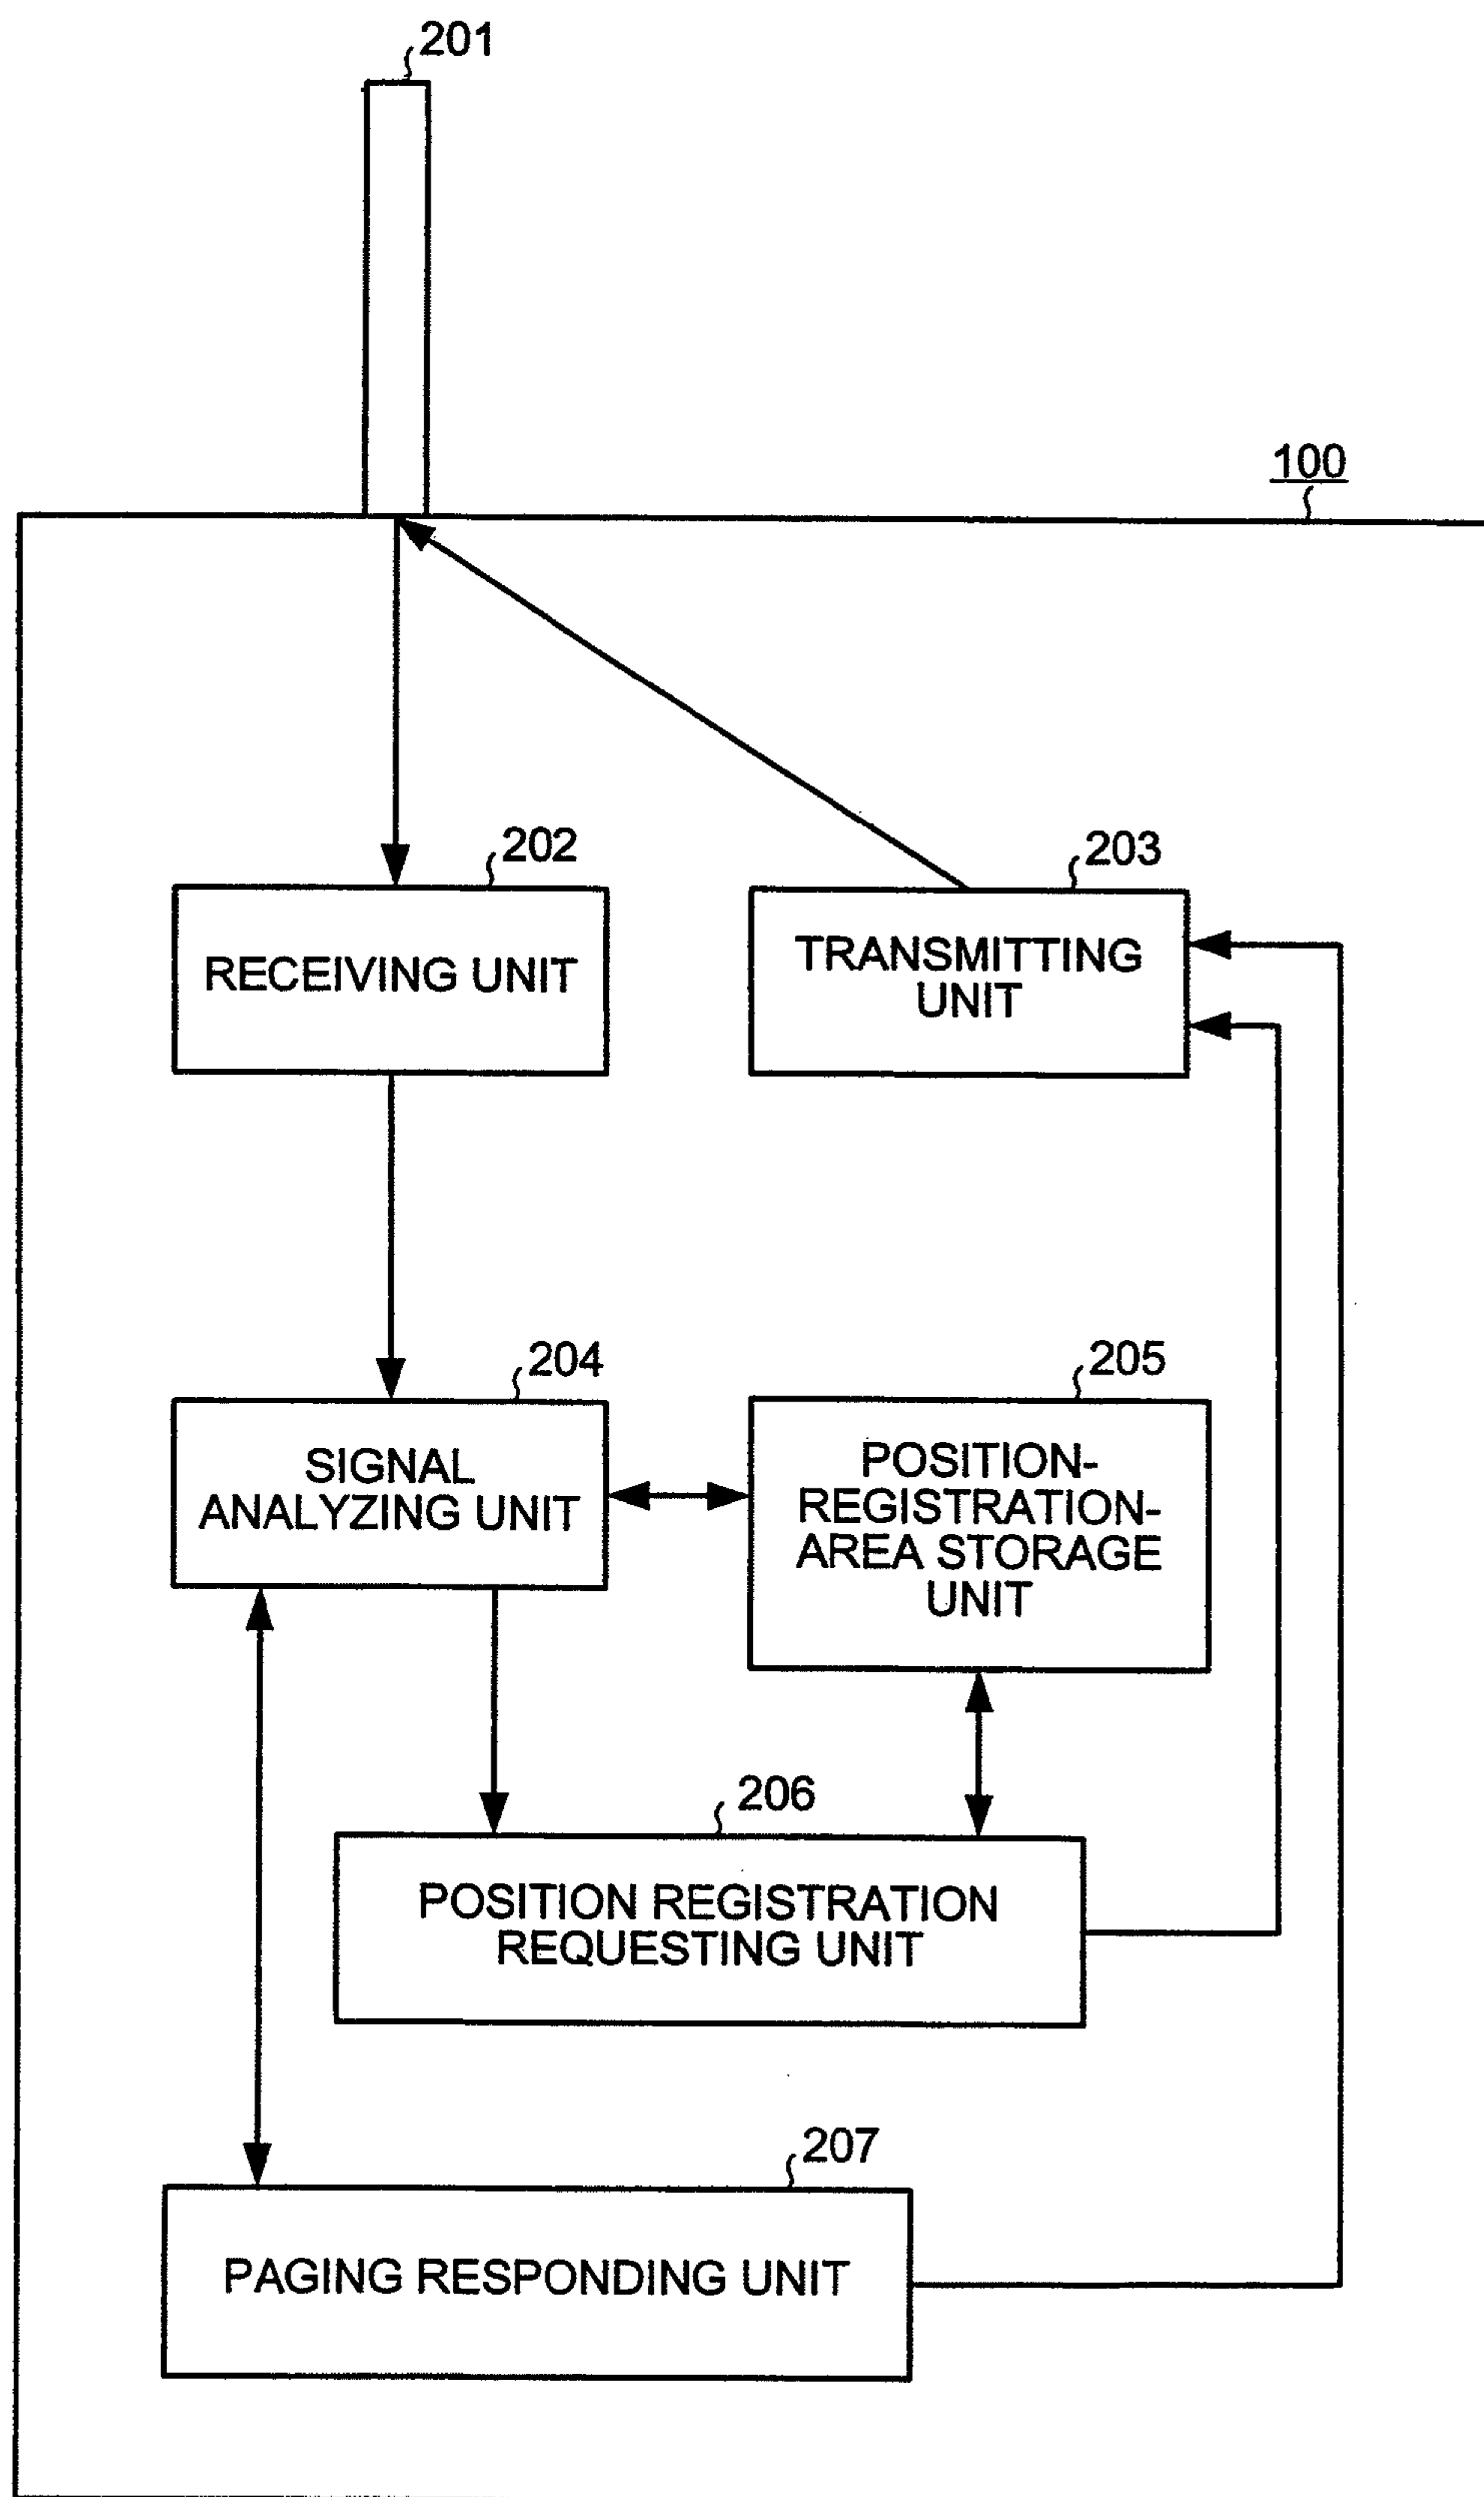 201
100
202
RECEIVING UNIT
203
TRANSMITTING
UNIT
204
SIGNAL
ANALYZING UNIT
205
POSITION-
REGISTRATION-
AREA STORAGE
UNIT
206
POSITION REGISTRATION
REQUESTING UNIT
207
PAGING RESPONDING UNIT